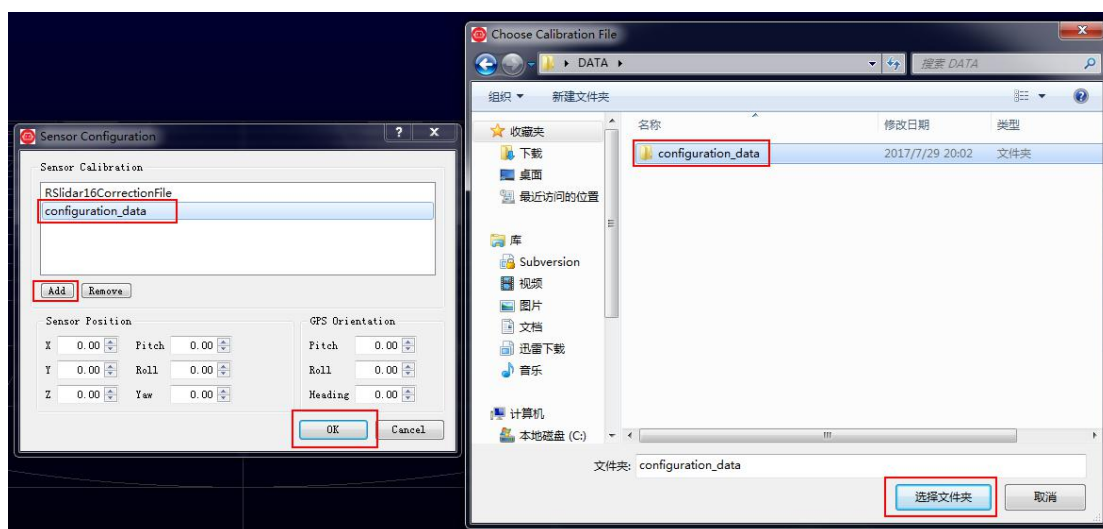 Sensor Configuration
Sensor Calibration
RSlidar16CorrectionFile
configuration_data
Add Remove
Sensor Position GPS Orientation
X 0.00 Pitch 0.00 Pitch 0.00
Y 0.00 Roll 0.00 Roll 0.00
Z 0.00 Yaw 0.00 Heading 0.00
OK Cancel
Choose Calibration File
DATA 搜索 DATA
组织 新建文件夹
收藏夹
下载
桌面
最近访问的位置
库
Subversion
视频
图片
文档
迅雷下载
音乐
计算机
本地磁盘 (C:)
名称 修改日期 类型
configuration_data 2017/7/29 20:02 文件夹
文件夹: configuration_data
选择文件夹 取消